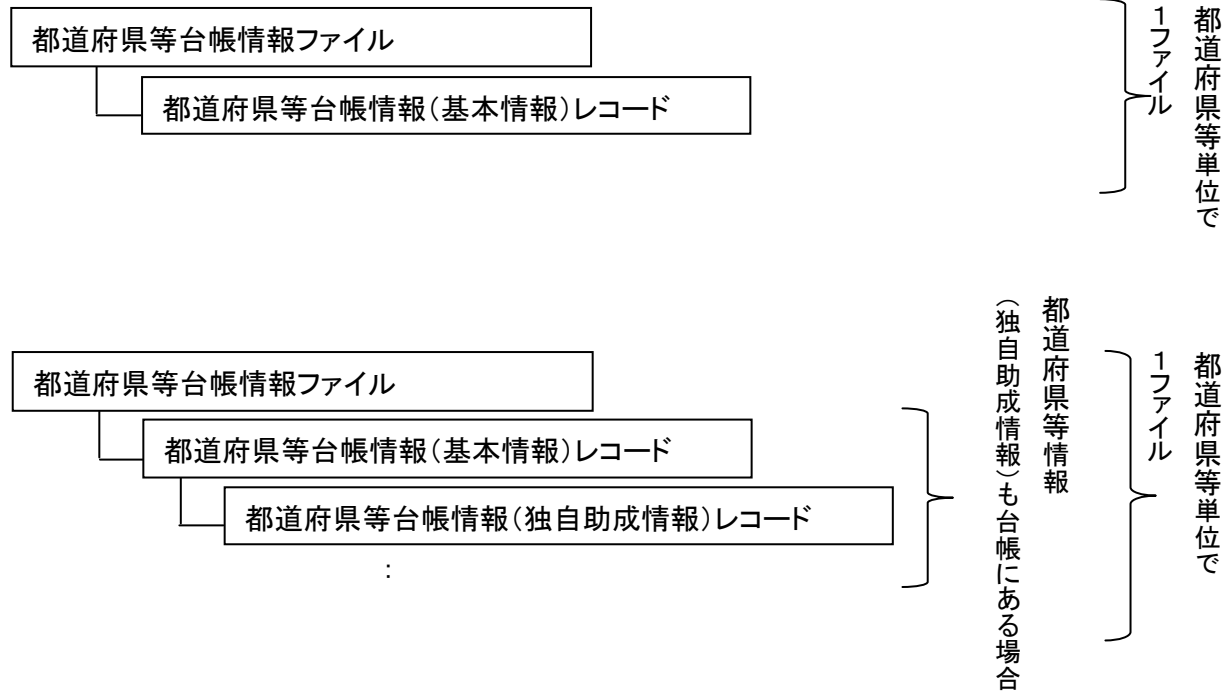 都道府県等台帳情報ファイル
都道府県等台帳情報（基本情報）レコード
都道府県等単位で
１ファイル
都道府県等台帳情報ファイル
都道府県等台帳情報（基本情報）レコード
都道府県等台帳情報（独自助成情報）レコード
：
都道府県等情報
（独自助成情報）も台帳にある場合
都道府県等単位で
１ファイル